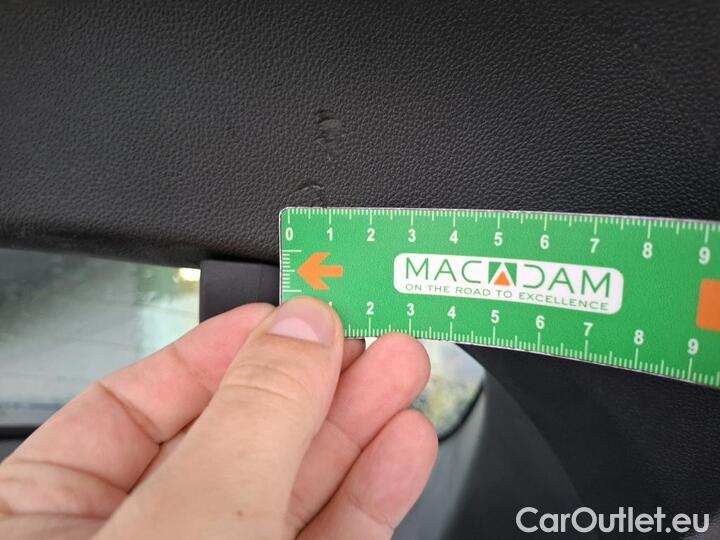 0 1 2 3 4 5 6 7 8 9
MACADAM
ON THE ROAD TO EXCELLENCE
1 2 3 4 5 6 7 8 9
CarOutlet.eu